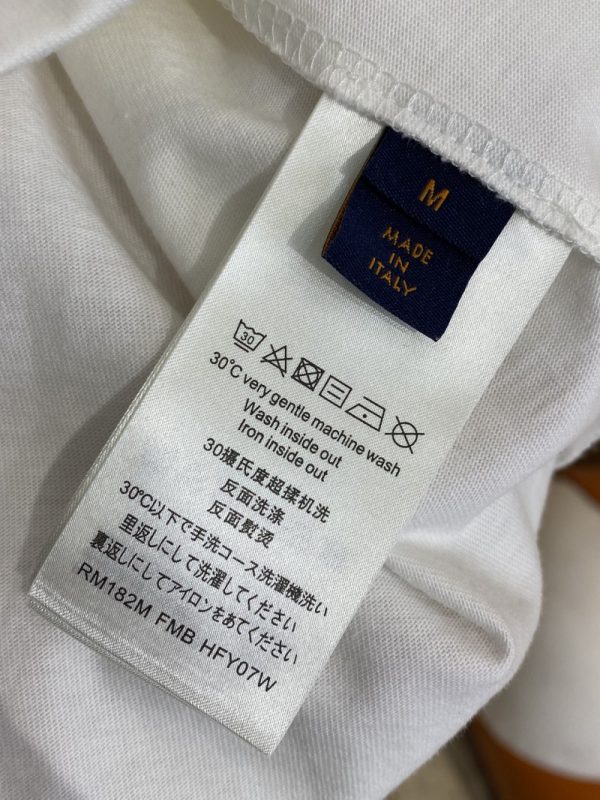 M
MADE
IN
ITALY
30
30°C very gentle machine wash
Wash inside out
Iron inside out
30摄氏度超揉机洗
反面洗涤
反面熨烫
30℃以下で手洗コース洗濯機洗い
里返しにして洗濯してください
裏返しにしてアイロンをあてください
RM182M FMB HFY07W